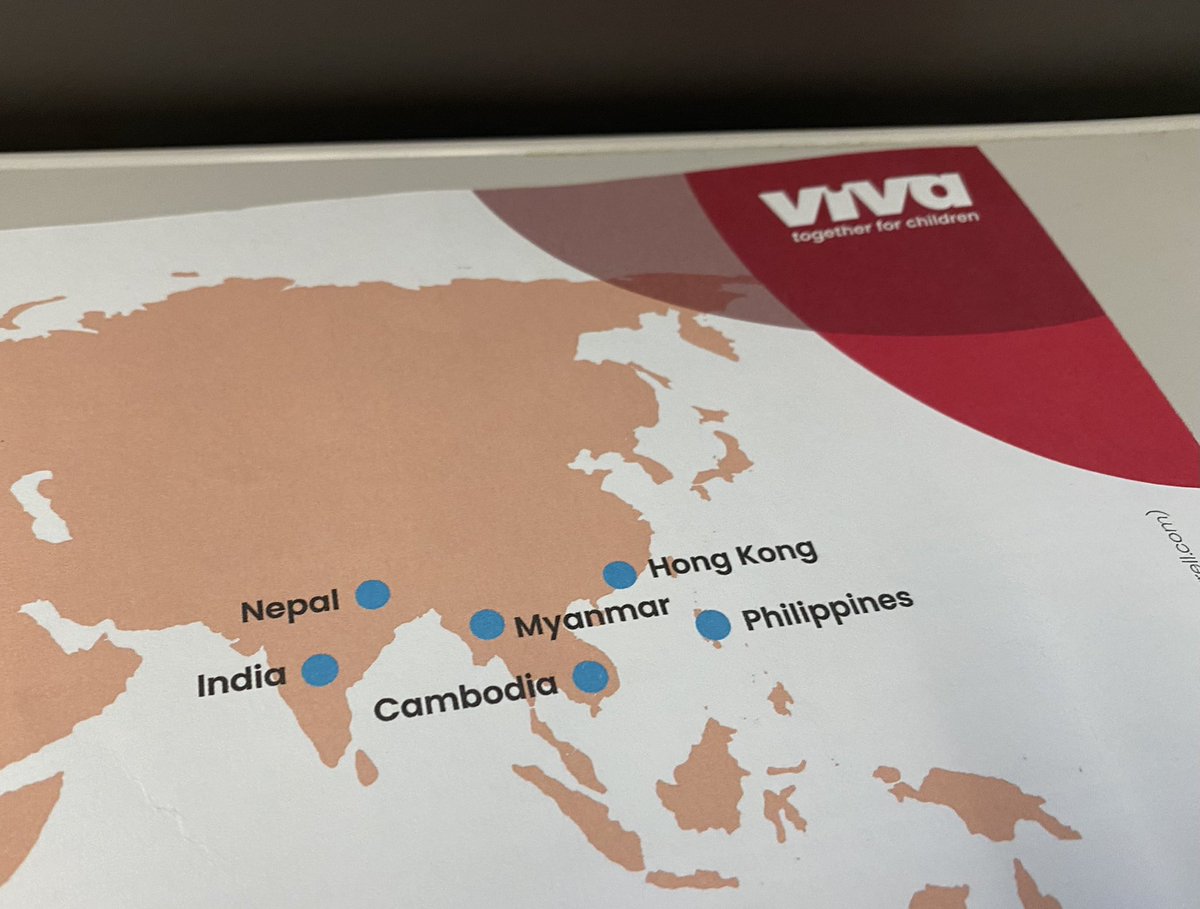 viva
together for children
Hong Kong
Nepal
Myanmar
Philippines
India
Cambodia